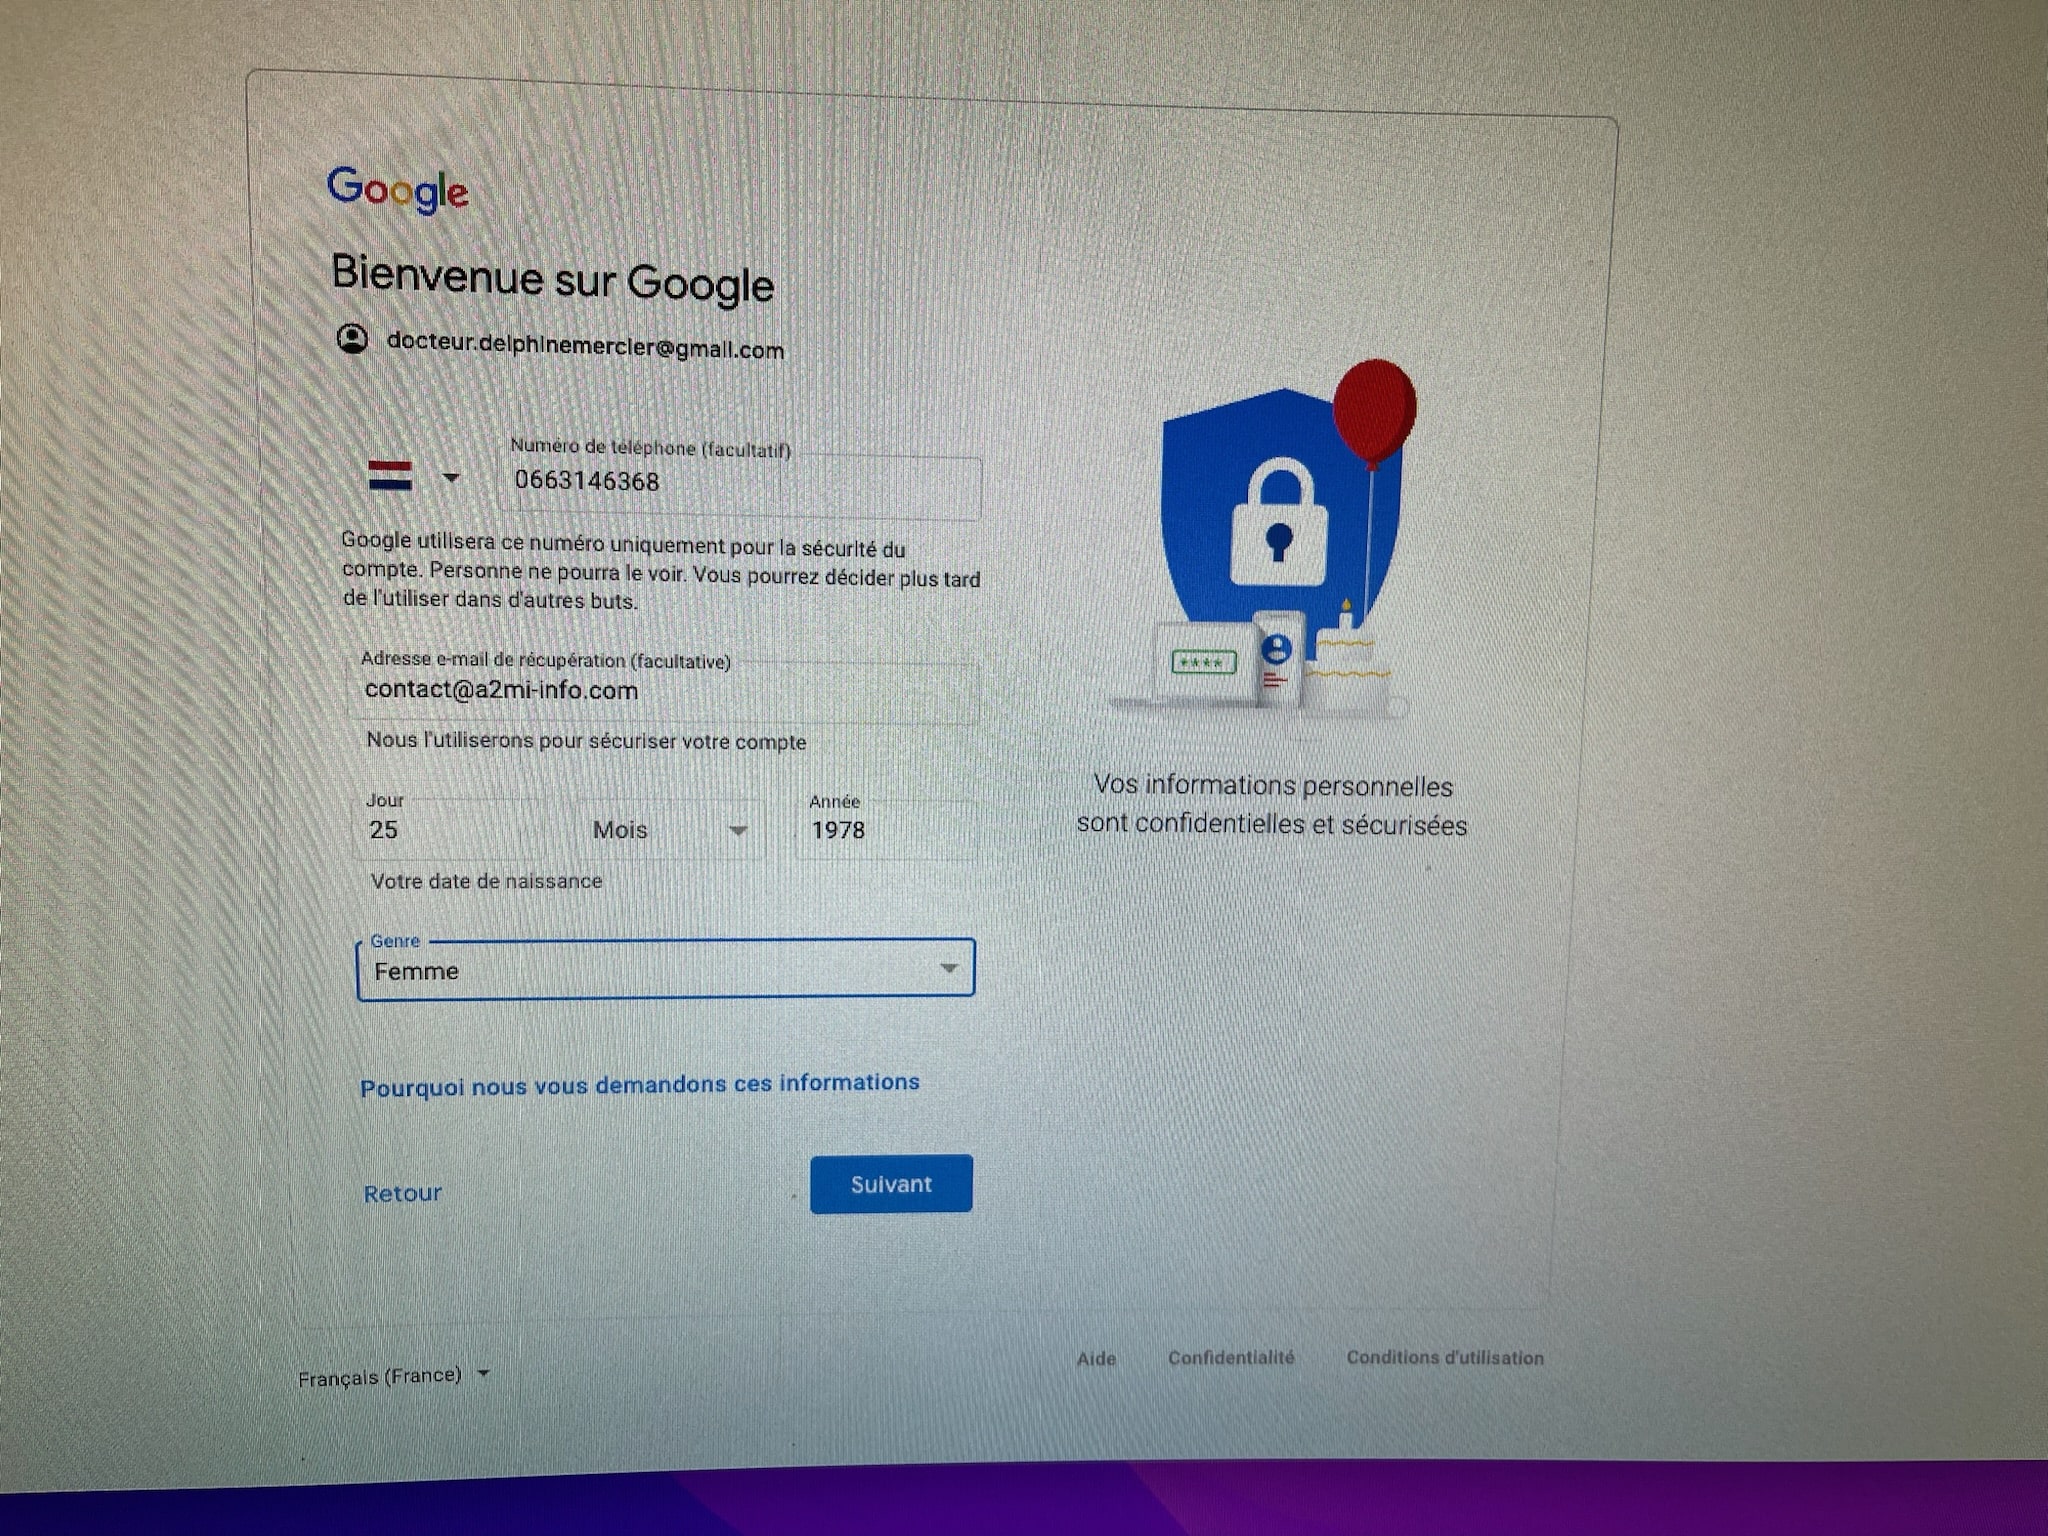 Google
Bienvenue sur Google
docteur.delphinemercier@gmail.com
Numéro de téléphone (facultatif)
0663146368
Google utilisera ce numéro uniquement pour la sécurité du
compte. Personne ne pourra le voir. Vous pourrez décider plus tard
de l'utiliser dans d'autres buts.
Adresse e-mail de récupération (facultative)
contact@a2mi-info.com
Nous l'utiliserons pour sécuriser votre compte
Jour
25
Mois
Année
1978
Votre date de naissance
Genre
Femme
Pourquoi nous vous demandons ces informations
Retour
Suivant
****
Vos informations personnelles
sont confidentielles et sécurisées
Français (France)
Aide
Confidentialité
Conditions d'utilisation